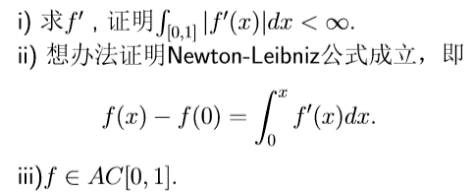 i) 求f′，证明∫_{[0,1]} |f′(x)|dx < ∞.
ii) 想办法证明Newton-Leibniz公式成立，即
f(x) − f(0) = ∫_0^x f′(x)dx.
iii)f ∈ AC[0, 1].